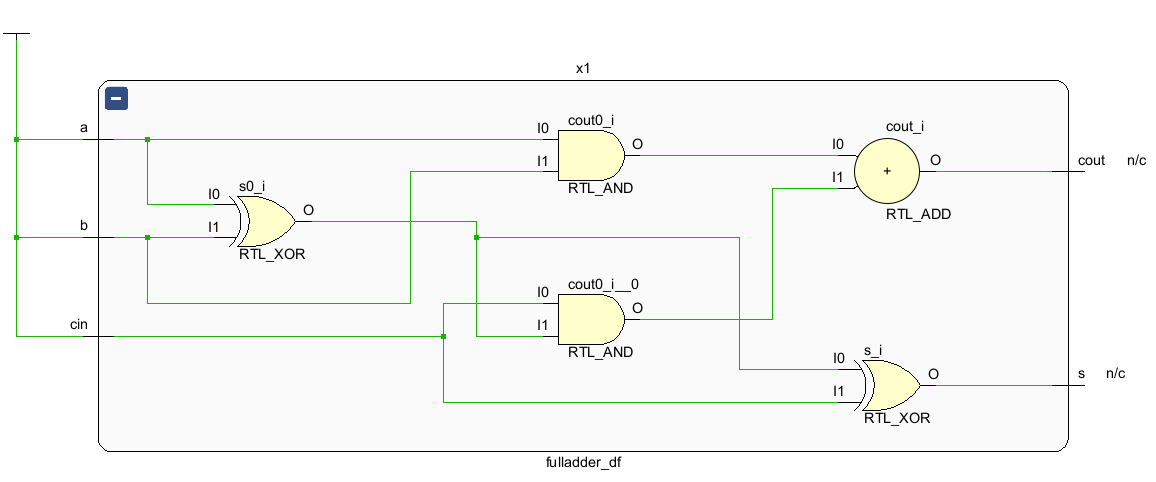 x1
a
b
cin
s0_i
I0
I1
O
RTL_XOR
cout0_i
I0
I1
O
RTL_AND
cout0_i__0
I0
I1
O
RTL_AND
cout_i
I0
I1
+
O
RTL_ADD
s_i
I0
I1
O
RTL_XOR
cout n/c
s n/c
fulladder_df